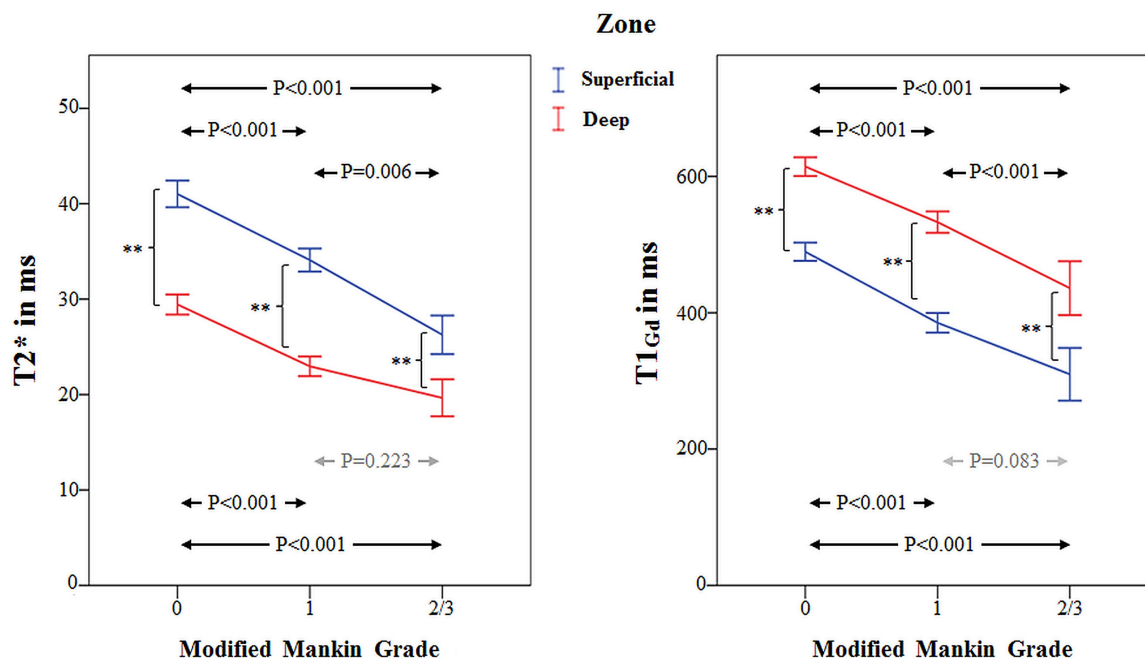 Zone
Superficial
Deep
T2* in ms
50
40
30
20
10
0
P<0.001
P<0.001
P=0.006
**
**
**
P=0.223
P<0.001
P<0.001
0 1 2/3
Modified Mankin Grade
T1Gd in ms
600
400
200
0
P<0.001
P<0.001
P<0.001
**
**
**
P=0.083
P<0.001
P<0.001
0 1 2/3
Modified Mankin Grade